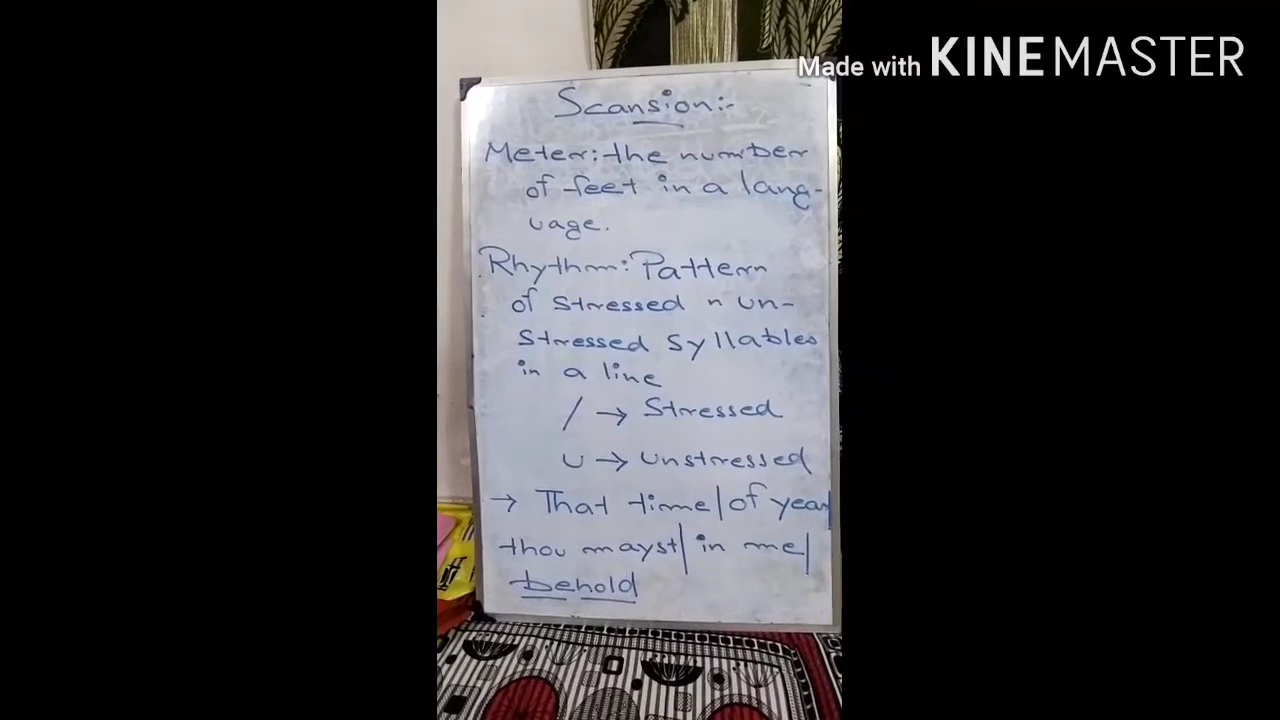 Made with KINEMASTER
Scansion:-
Meter: the number
of feet in a lang-
uage.
Rhythm: Pattern
of stressed n un-
stressed syllables
in a line
/ → Stressed
∪ → unstressed
→ That time/of year/
thou mayst/in me/
behold